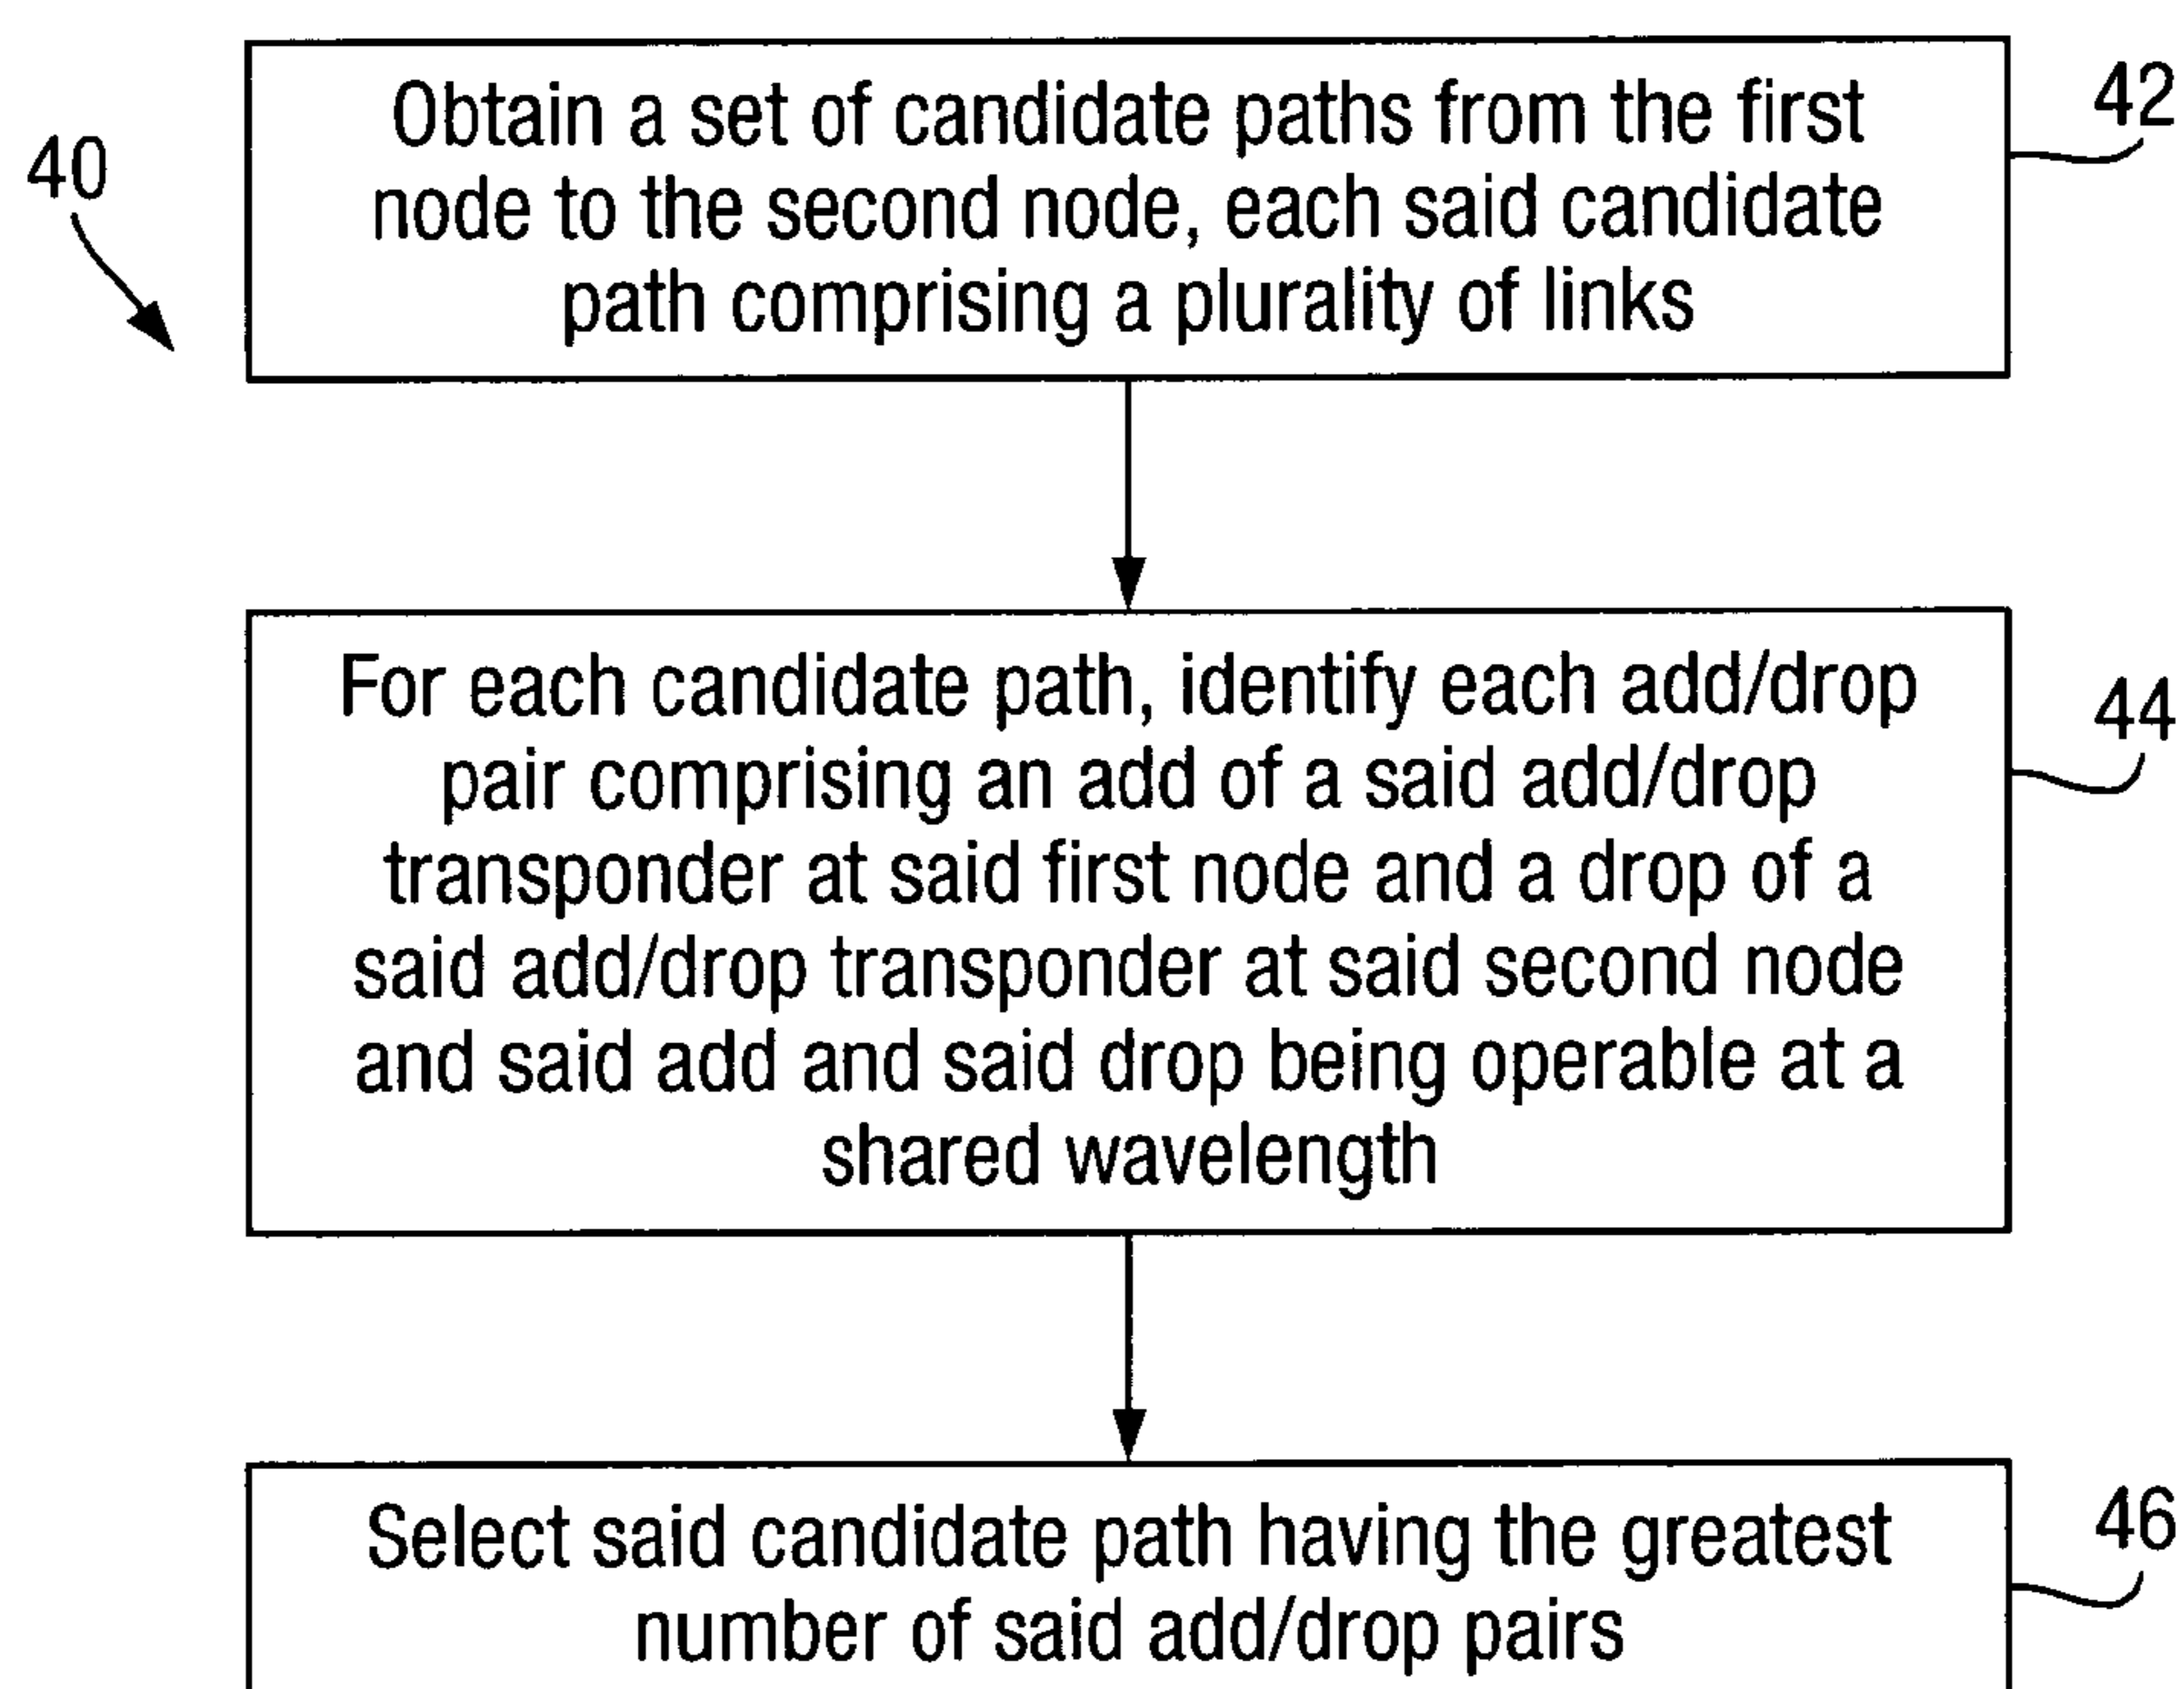 42
Obtain a set of candidate paths from the first
node to the second node, each said candidate
path comprising a plurality of links
40
For each candidate path, identify each add/drop
pair comprising an add of a said add/drop
transponder at said first node and a drop of a
said add/drop transponder at said second node
and said add and said drop being operable at a
shared wavelength
44
Select said candidate path having the greatest
number of said add/drop pairs
46